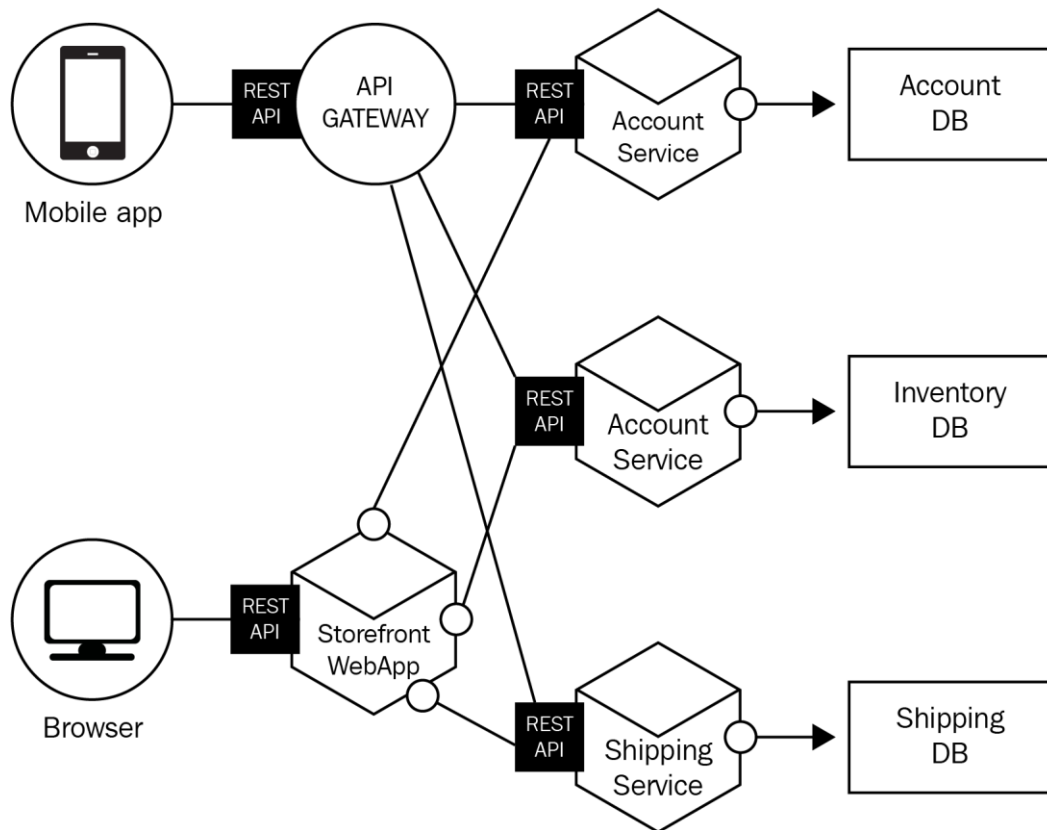 REST
API
API
GATEWAY
REST
API
Account
Service
Account
DB
Mobile app
REST
API
Account
Service
Inventory
DB
REST
API
Storefront
WebApp
Browser
REST
API
Shipping
Service
Shipping
DB